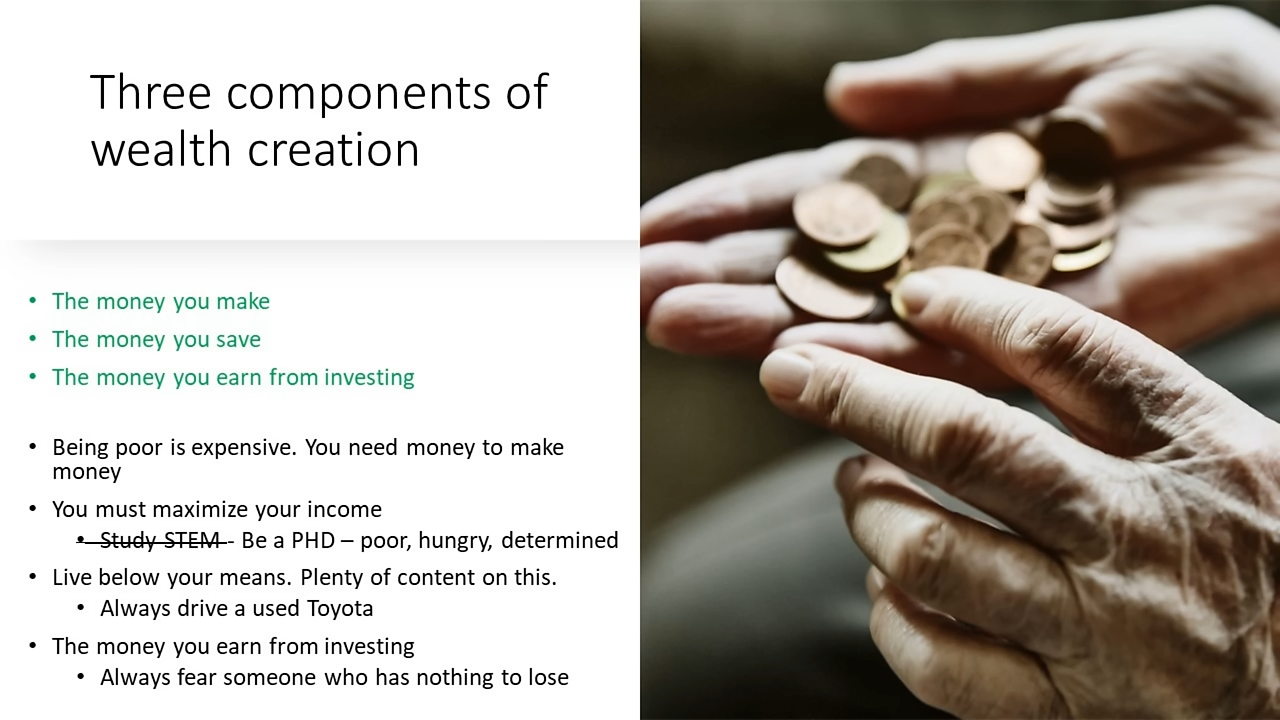 Three components of
wealth creation
• The money you make
• The money you save
• The money you earn from investing
• Being poor is expensive. You need money to make
money
• You must maximize your income
• Study STEM - Be a PHD – poor, hungry, determined
• Live below your means. Plenty of content on this.
• Always drive a used Toyota
• The money you earn from investing
• Always fear someone who has nothing to lose